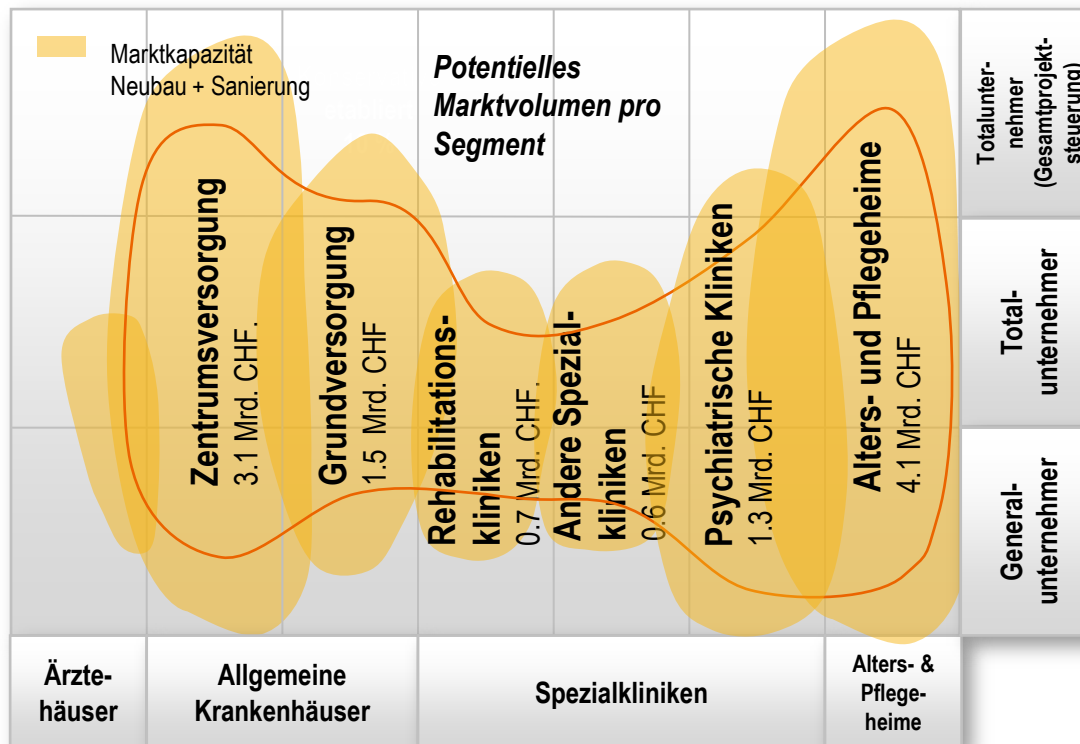 Marktkapazität
Neubau + Sanierung
Potentielles
Marktvolumen pro
Segment
Zentrumsversorgung
3.1 Mrd. CHF.
Grundversorgung
1.5 Mrd. CHF
Rehabilitations-
kliniken
0.7 Mrd. CHF.
Andere Spezial-
kliniken
0.6 Mrd. CHF
Psychiatrische Kliniken
1.3 Mrd. CHF
Alters- und Pflegeheime
4.1 Mrd. CHF
Totalunter-
nehmer
(Gesamtprojekt-
steuerung)
Total-
unternehmer
General-
unternehmer
Ärzte-
häuser
Allgemeine
Krankenhäuser
Spezialkliniken
Alters- &
Pflege-
heime